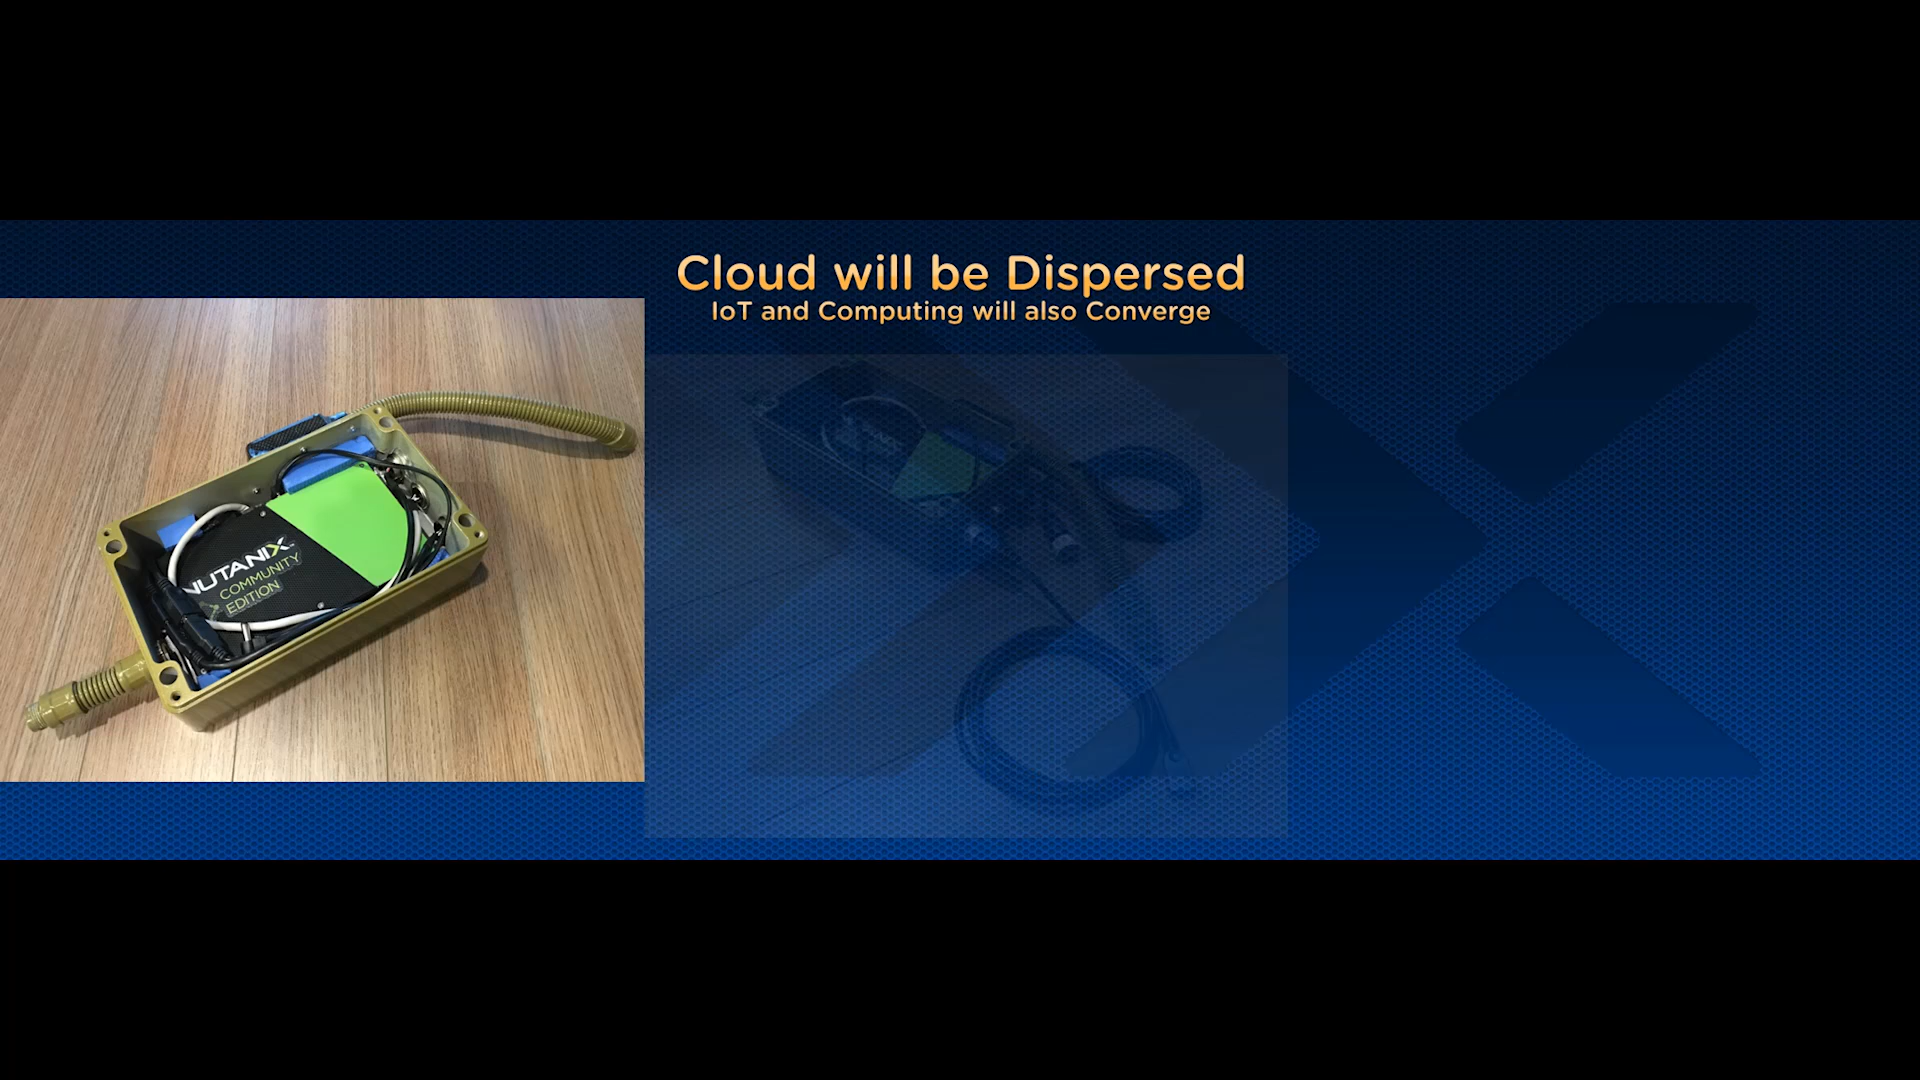 Cloud will be Dispersed
IoT and Computing will also Converge
NUTANIX
COMMUNITY
EDITION